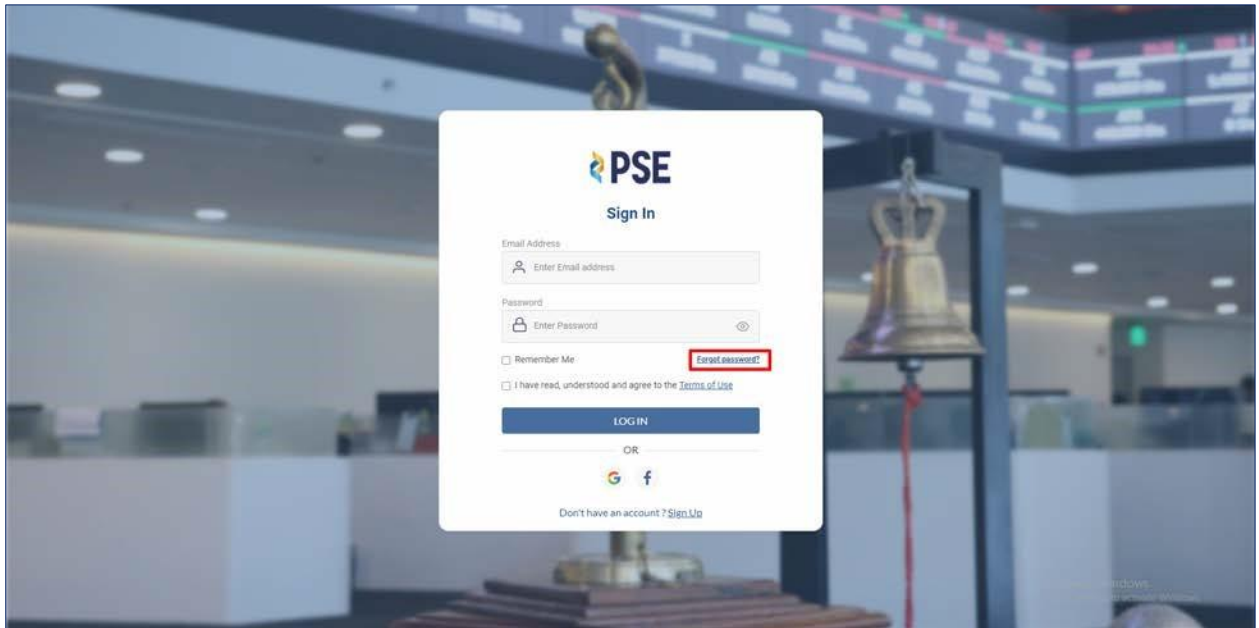 PSE
Sign In
Email Address
Enter Email address
Password
Enter Password
Remember Me
Forgot password?
I have read, understood and agree to the Terms of Use
LOG IN
OR
G f
Don't have an account ? Sign Up